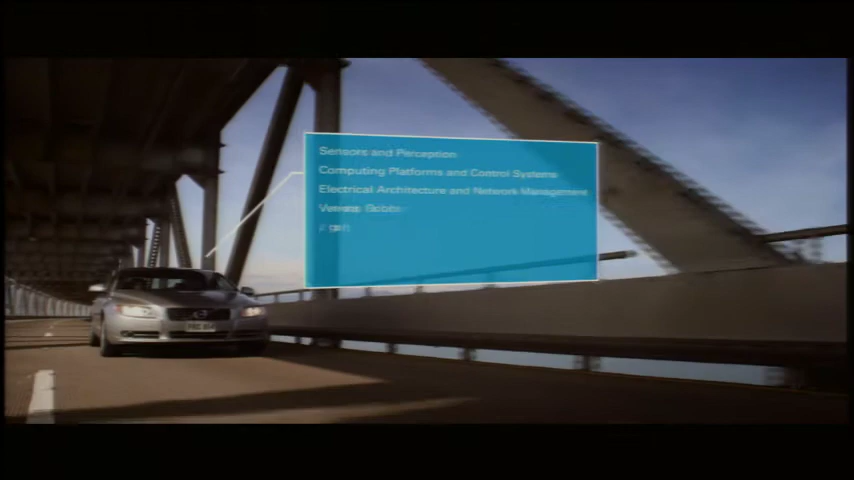 Sensors and Perception
Computing Platforms and Control Systems
Electrical Architecture and Network Management